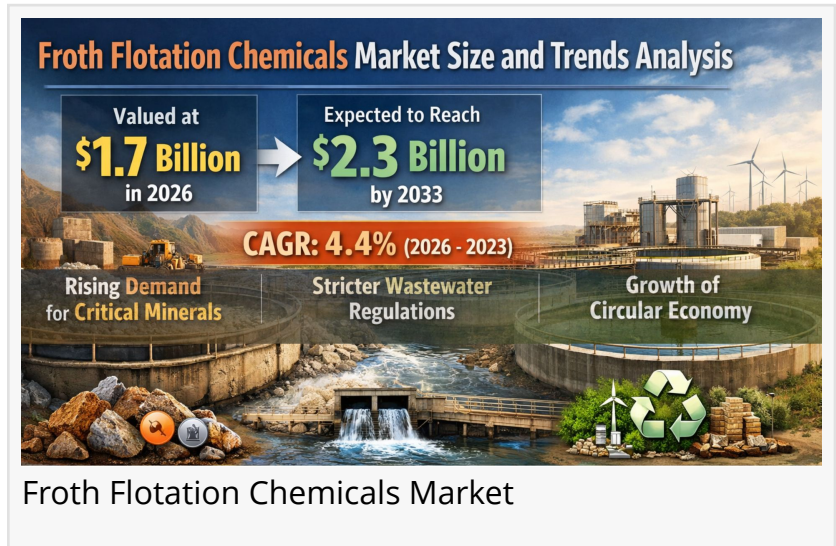 Froth Flotation Chemicals Market Size and Trends Analysis
Valued at
$1.7 Billion
in 2026
Expected to Reach
$2.3 Billion
by 2033
CAGR: 4.4% (2026 - 2023)
Rising Demand
for Critical Minerals
Stricter Wastewater
Regulations
Growth of
Circular Economy
Froth Flotation Chemicals Market